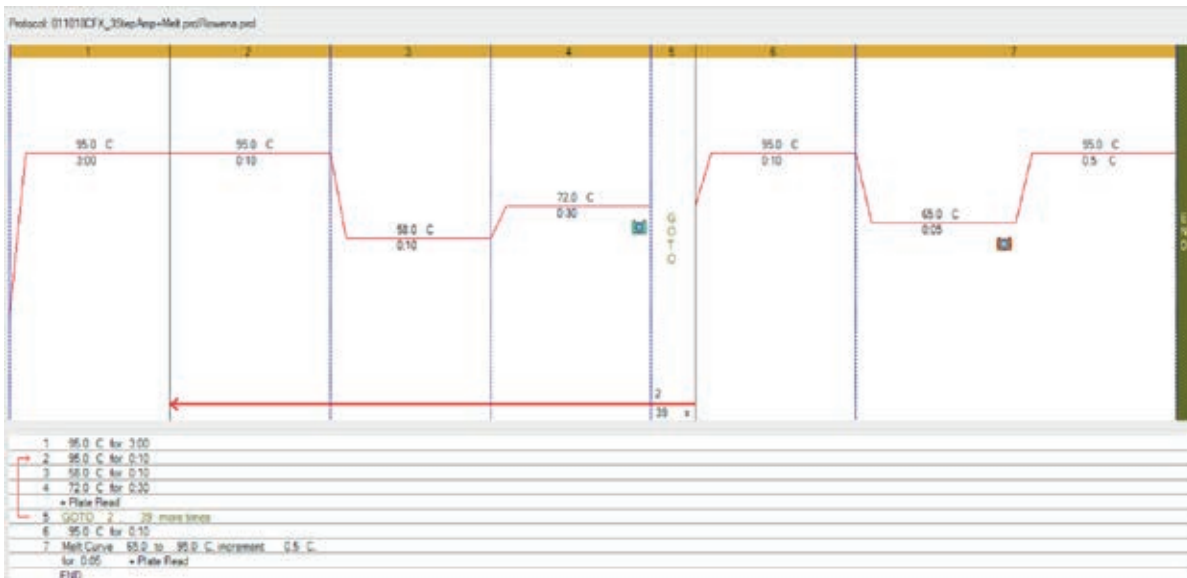 Protocol: 011010CFX_3StepAmp+Melt.prcl Rowena.prcl
1 2 3 4 5 6 7
95.0 C
3:00
95.0 C
0:10
58.0 C
0:10
72.0 C
0:30
GOTO
2
39 x
95.0 C
0:10
65.0 C
0:05
95.0 C
0.5 C
END
1 95.0 C for 3:00
2 95.0 C for 0:10
3 58.0 C for 0:10
4 72.0 C for 0:30
+ Plate Read
5 GOTO 2 , 39 more times
6 95.0 C for 0:10
7 Melt Curve 65.0 to 95.0 C, increment 0.5 C,
for 0:05 + Plate Read
END